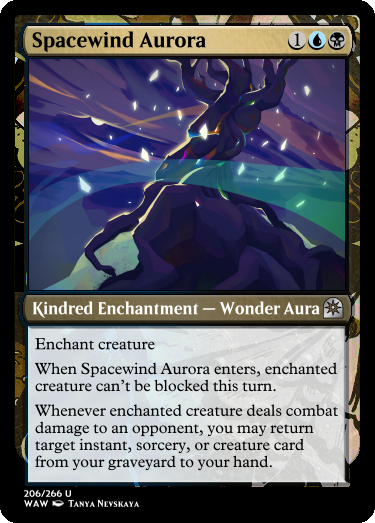 Spacewind Aurora 1
Kindred Enchantment — Wonder Aura
Enchant creature
When Spacewind Aurora enters, enchanted
creature can't be blocked this turn.
Whenever enchanted creature deals combat
damage to an opponent, you may return
target instant, sorcery, or creature card
from your graveyard to your hand.
206/266 U
WAW Tanya Nevskaya